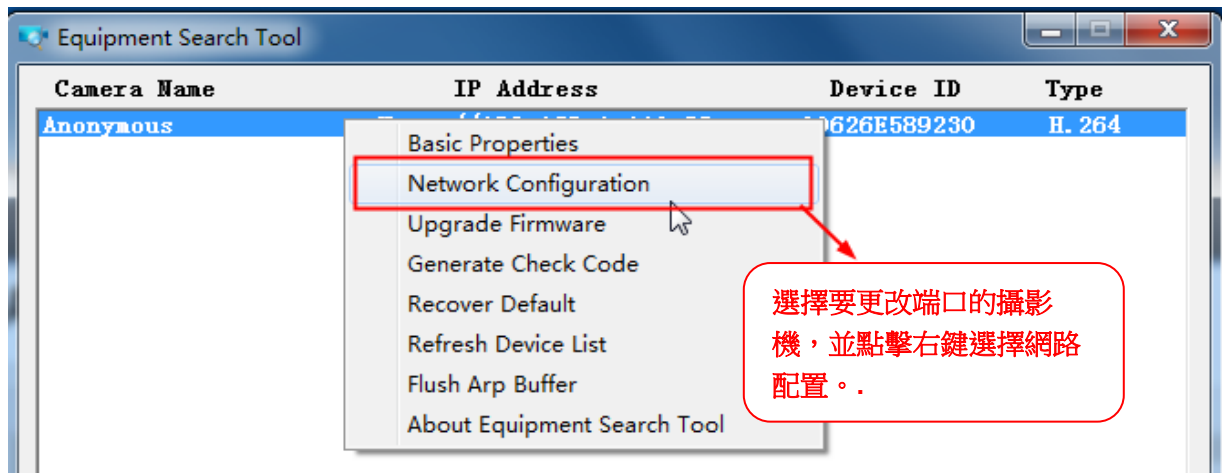 Equipment Search Tool
Camera Name IP Address Device ID Type
Anonymous H.264
Basic Properties
Network Configuration
Upgrade Firmware
Generate Check Code
Recover Default
Refresh Device List
Flush Arp Buffer
About Equipment Search Tool
選擇要更改端口的攝影
機，並點擊右鍵選擇網路
配置。.